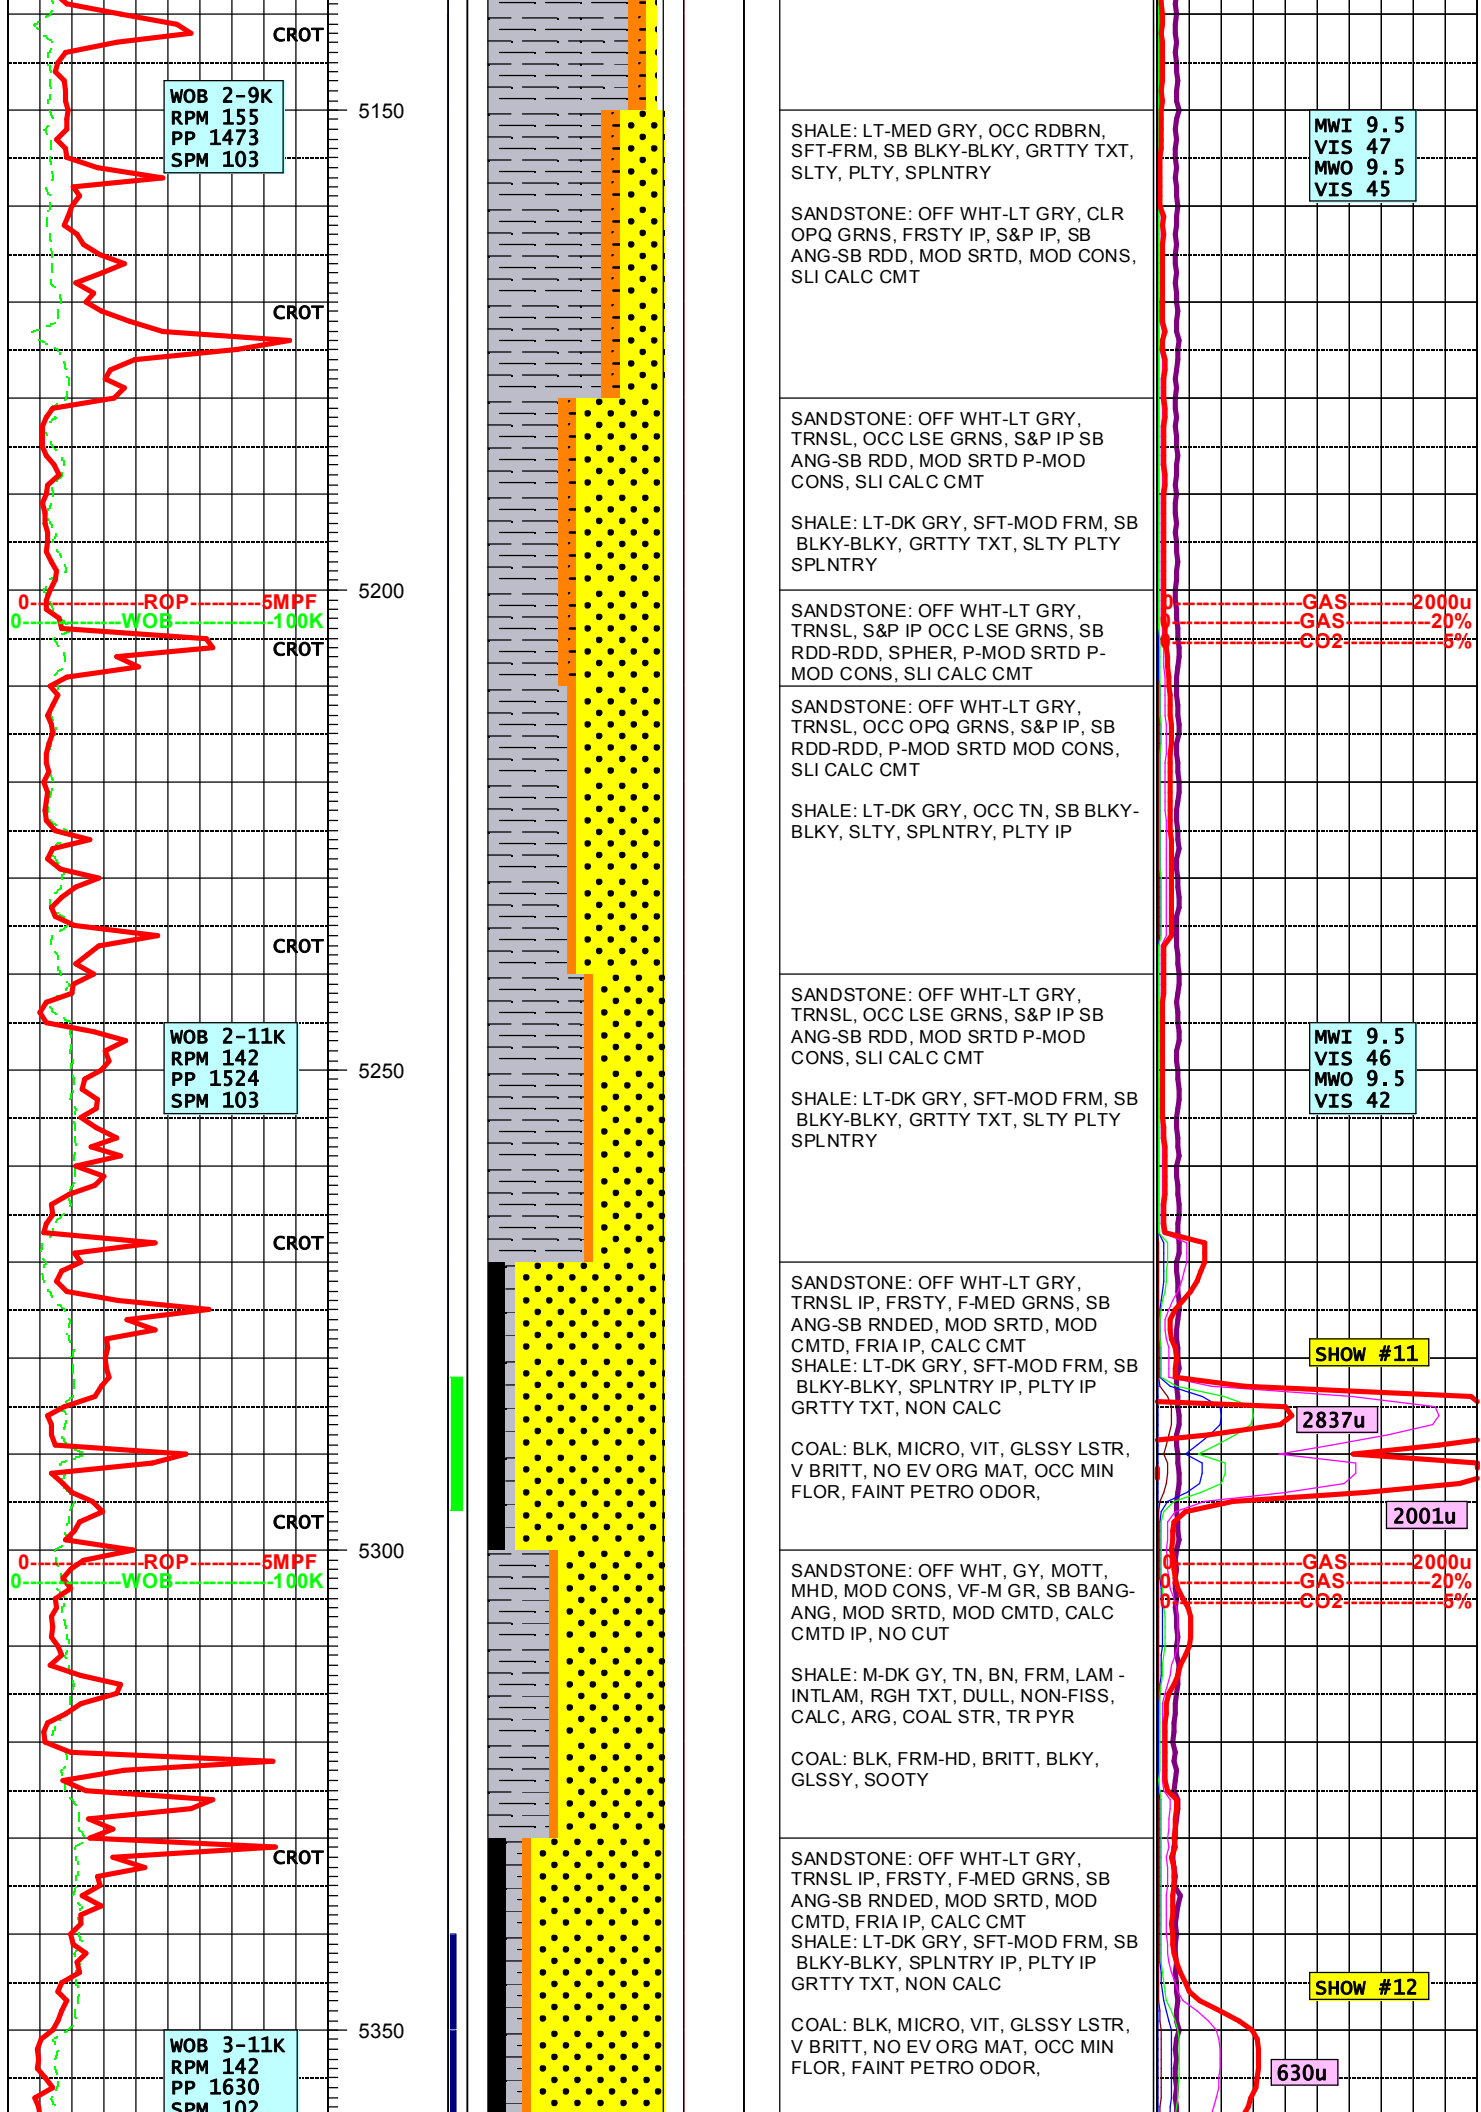 CROT
WOB 2-9K
RPM 155
PP 1473
SPM 103
5150
SHALE: LT-MED GRY, OCC RDBRN,
SFT-FRM, SB BLKY-BLKY, GRTTY TXT,
SLTY, PLTY, SPLNTRY
SANDSTONE: OFF WHT-LT GRY, CLR
OPQ GRNS, FRSTY IP, S&P IP, SB
ANG-SB RDD, MOD SRTD, MOD CONS,
SLI CALC CMT
MWI 9.5
VIS 47
MWO 9.5
VIS 45
CROT
SANDSTONE: OFF WHT-LT GRY,
TRNSL, OCC LSE GRNS, S&P IP SB
ANG-SB RDD, MOD SRTD P-MOD
CONS, SLI CALC CMT
SHALE: LT-DK GRY, SFT-MOD FRM, SB
BLKY-BLKY, GRTTY TXT, SLTY PLTY
SPLNTRY
5200
0-----------ROP-----------5MPF
0-----------WOB-----------100K
CROT
SANDSTONE: OFF WHT-LT GRY,
TRNSL, S&P IP OCC LSE GRNS, SB
RDD-RDD, SPHER, P-MOD SRTD P-
MOD CONS, SLI CALC CMT
0-----------GAS-----------2000u
0-----------GAS-----------20%
0-----------CO2-----------5%
SANDSTONE: OFF WHT-LT GRY,
TRNSL, OCC OPQ GRNS, S&P IP, SB
RDD-RDD, P-MOD SRTD MOD CONS,
SLI CALC CMT
SHALE: LT-DK GRY, OCC TN, SB BLKY-
BLKY, SLTY, SPLNTRY, PLTY IP
CROT
WOB 2-11K
RPM 142
PP 1524
SPM 103
5250
SANDSTONE: OFF WHT-LT GRY,
TRNSL, OCC LSE GRNS, S&P IP SB
ANG-SB RDD, MOD SRTD P-MOD
CONS, SLI CALC CMT
SHALE: LT-DK GRY, SFT-MOD FRM, SB
BLKY-BLKY, GRTTY TXT, SLTY PLTY
SPLNTRY
MWI 9.5
VIS 46
MWO 9.5
VIS 42
CROT
SANDSTONE: OFF WHT-LT GRY,
TRNSL IP, FRSTY, F-MED GRNS, SB
ANG-SB RNDED, MOD SRTD, MOD
CMTD, FRIA IP, CALC CMT
SHALE: LT-DK GRY, SFT-MOD FRM, SB
BLKY-BLKY, SPLNTRY IP, PLTY IP
GRTTY TXT, NON CALC
COAL: BLK, MICRO, VIT, GLSSY LSTR,
V BRITT, NO EV ORG MAT, OCC MIN
FLOR, FAINT PETRO ODOR,
SHOW #11
2837u
2001u
CROT
5300
0-----------ROP-----------5MPF
0-----------WOB-----------100K
SANDSTONE: OFF WHT, GY, MOTT,
MHD, MOD CONS, VF-M GR, SB BANG-
ANG, MOD SRTD, MOD CMTD, CALC
CMTD IP, NO CUT
SHALE: M-DK GY, TN, BN, FRM, LAM -
INTLAM, RGH TXT, DULL, NON-FISS,
CALC, ARG, COAL STR, TR PYR
COAL: BLK, FRM-HD, BRITT, BLKY,
GLSSY, SOOTY
0-----------GAS-----------2000u
0-----------GAS-----------20%
0-----------CO2-----------5%
CROT
SANDSTONE: OFF WHT-LT GRY,
TRNSL IP, FRSTY, F-MED GRNS, SB
ANG-SB RNDED, MOD SRTD, MOD
CMTD, FRIA IP, CALC CMT
SHALE: LT-DK GRY, SFT-MOD FRM, SB
BLKY-BLKY, SPLNTRY IP, PLTY IP
GRTTY TXT, NON CALC
COAL: BLK, MICRO, VIT, GLSSY LSTR,
V BRITT, NO EV ORG MAT, OCC MIN
FLOR, FAINT PETRO ODOR,
SHOW #12
630u
5350
WOB 3-11K
RPM 142
PP 1630
SPM 102